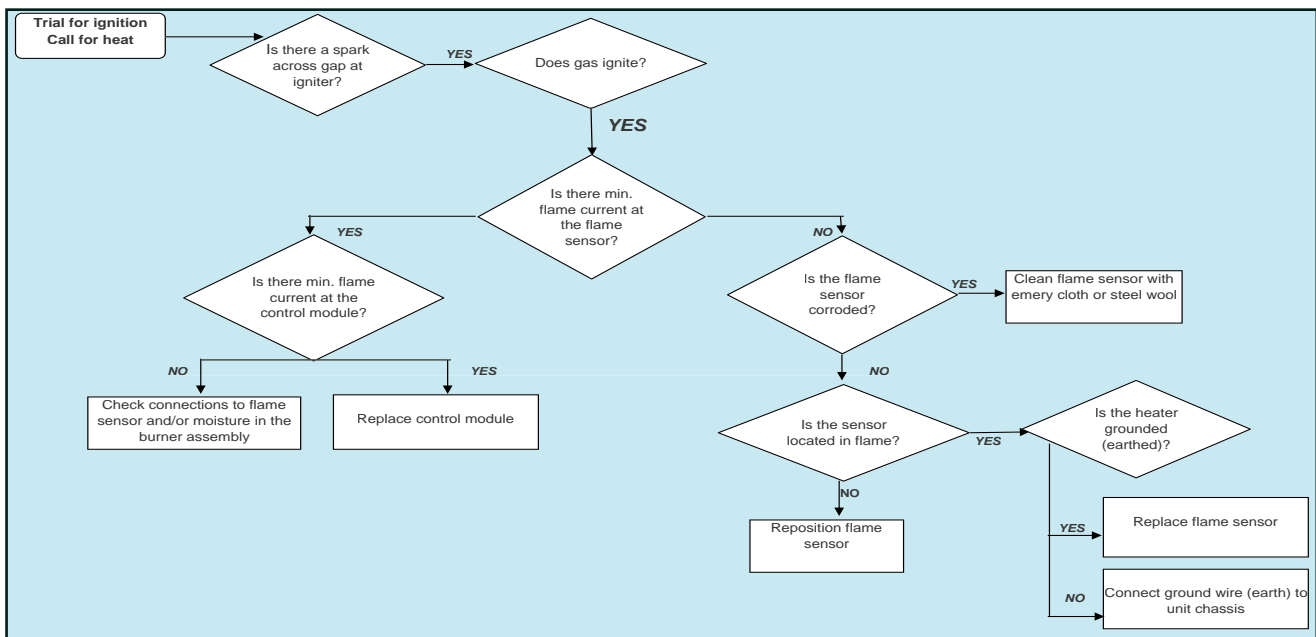 Trial for ignition
Call for heat
Is there a spark
across gap at
igniter?
YES
Does gas ignite?
YES
Is there min.
flame current at
the flame
sensor?
YES
NO
Is there min. flame
current at the
control module?
Is the flame
sensor
corroded?
YES
Clean flame sensor with
emery cloth or steel wool
NO
YES
NO
Check connections to flame
sensor and/or moisture in the
burner assembly
Replace control module
Is the sensor
located in flame?
YES
Is the heater
grounded
(earthed)?
NO
Reposition flame
sensor
YES
Replace flame sensor
NO
Connect ground wire (earth) to
unit chassis